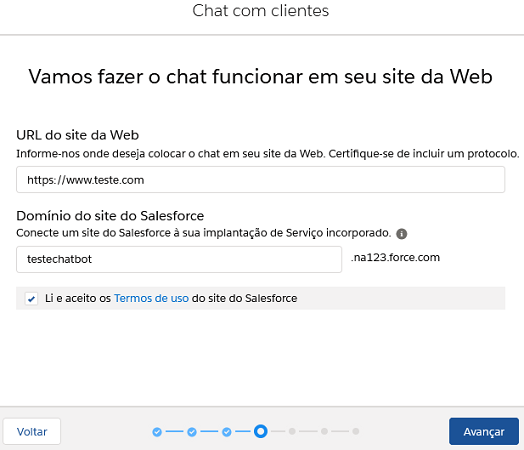 Chat com clientes
Vamos fazer o chat funcionar em seu site da Web
URL do site da Web
Informe-nos onde deseja colocar o chat em seu site da Web. Certifique-se de incluir um protocolo.
https://www.teste.com
Domínio do site do Salesforce
Conecte um site do Salesforce à sua implantação de Serviço incorporado.
testechatbot .na123.force.com
Li e aceito os Termos de uso do site do Salesforce
Voltar Avançar